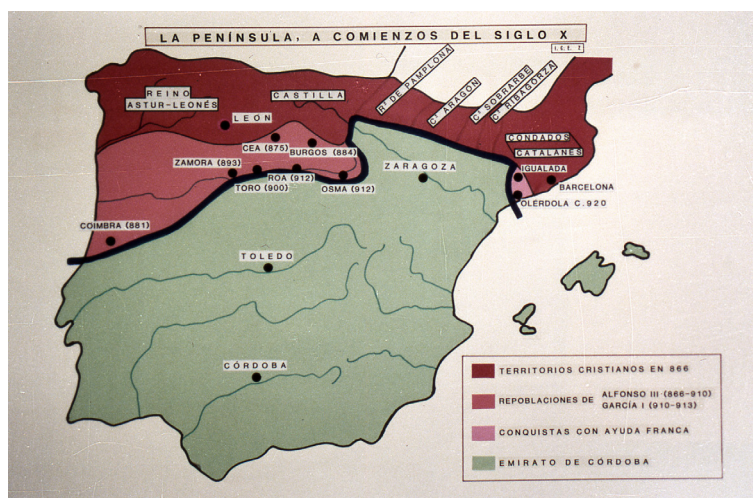 LA PENÍNSULA, A COMIENZOS DEL SIGLO X
REINO
ASTUR-LEONÉS
CASTILLA
LEÓN
Rº DE PAMPLONA
Cº ARAGÓN
Cº SOBRARBE
Cº RIBAGORZA
CONDADOS
CATALANES
CEA (875)
BURGOS (884)
ZAMORA (893)
ROA (912)
TORO (900)
OSMA (912)
ZARAGOZA
IGUALADA
BARCELONA
OLÉRDOLA C.920
COIMBRA (881)
TOLEDO
CÓRDOBA
TERRITORIOS CRISTIANOS EN 866
REPOBLACIONES DE ALFONSO III (866-910)
GARCÍA I (910-913)
CONQUISTAS CON AYUDA FRANCA
EMIRATO DE CÓRDOBA